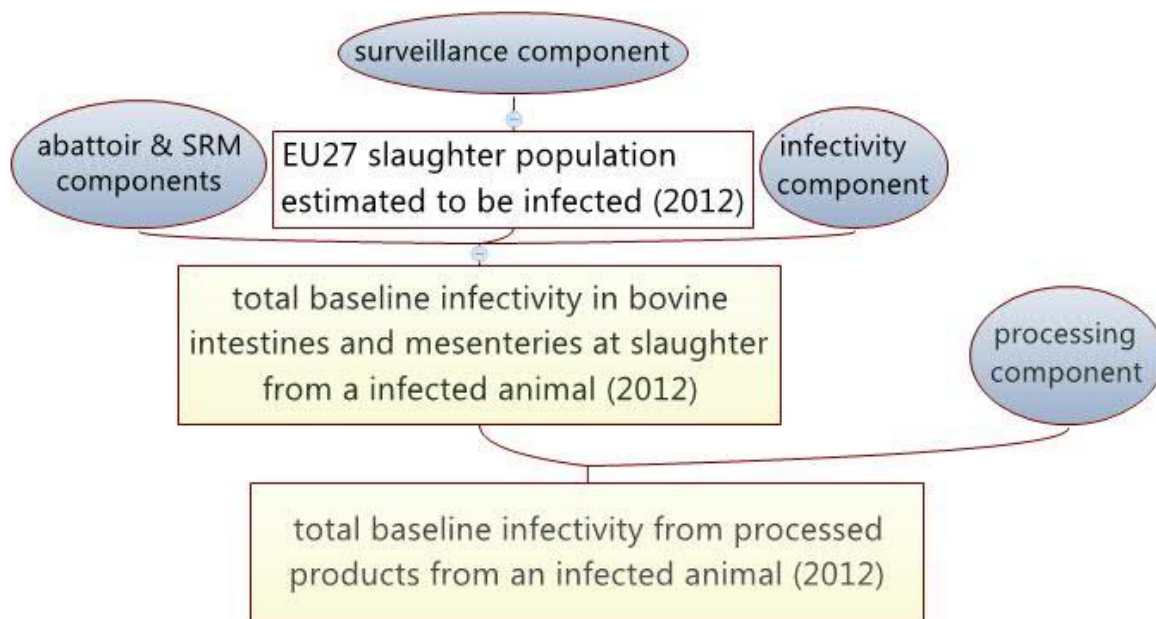 surveillance component
abattoir & SRM
components
EU27 slaughter population
estimated to be infected (2012)
infectivity
component
total baseline infectivity in bovine
intestines and mesenteries at slaughter
from a infected animal (2012)
processing
component
total baseline infectivity from processed
products from an infected animal (2012)